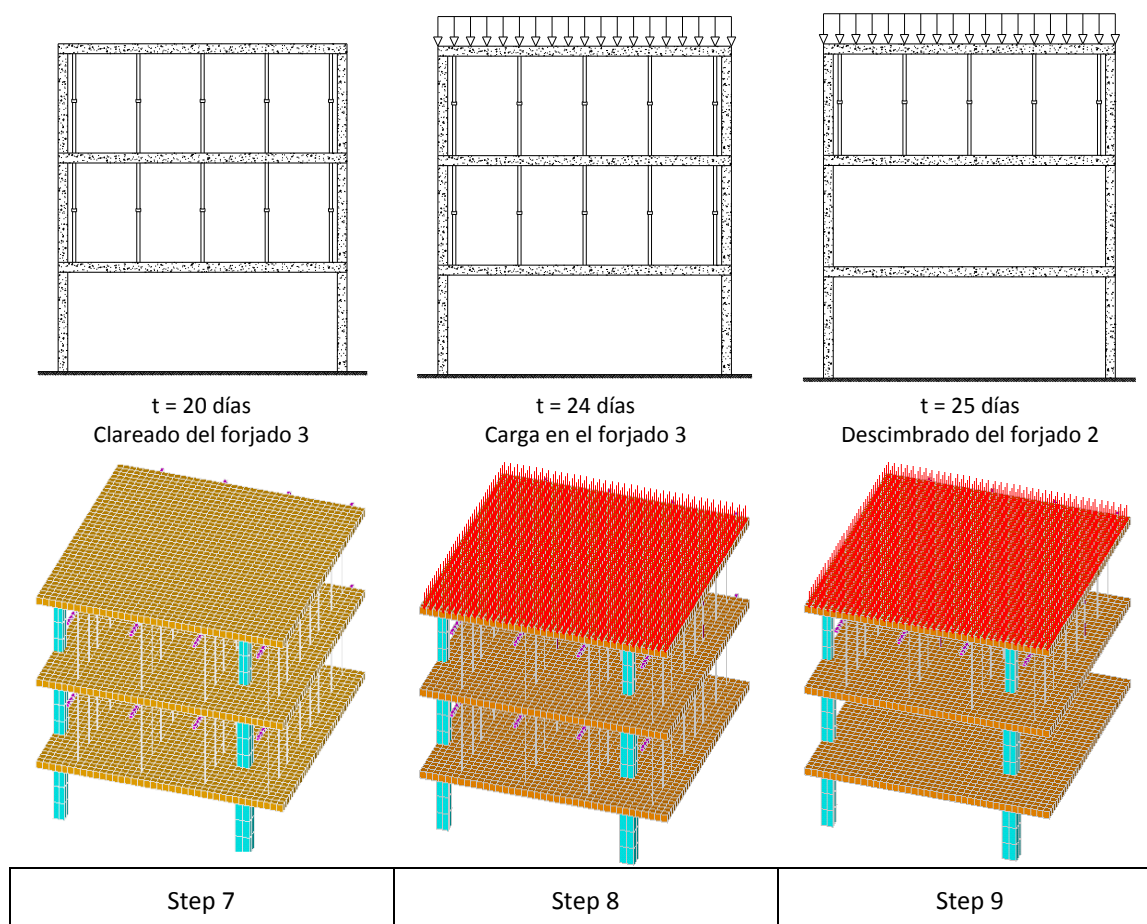 t = 20 días
Clareado del forjado 3
t = 24 días
Carga en el forjado 3
t = 25 días
Descimbrado del forjado 2
Step 7
Step 8
Step 9